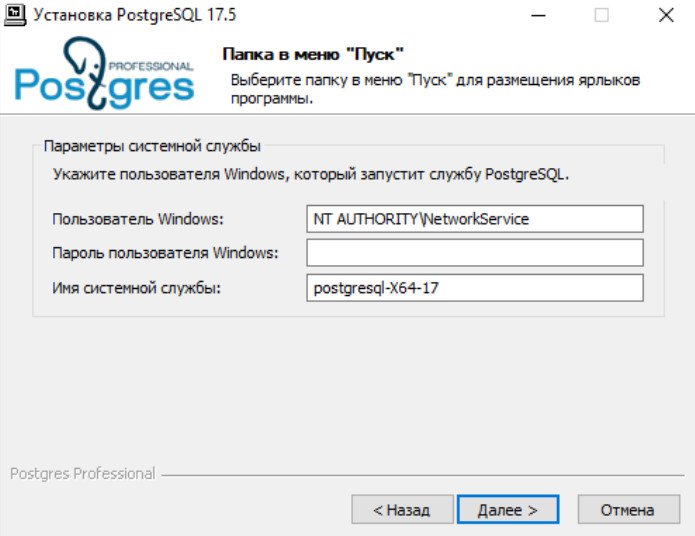 Установка PostgreSQL 17.5
PROFESSIONAL
Postgres
Папка в меню "Пуск"
Выберите папку в меню "Пуск" для размещения ярлыков
программы.
Параметры системной службы
Укажите пользователя Windows, который запустит службу PostgreSQL.
Пользователь Windows:
NT AUTHORITY\NetworkService
Пароль пользователя Windows:
Имя системной службы:
postgresql-X64-17
Postgres Professional
< Назад
Далее >
Отмена